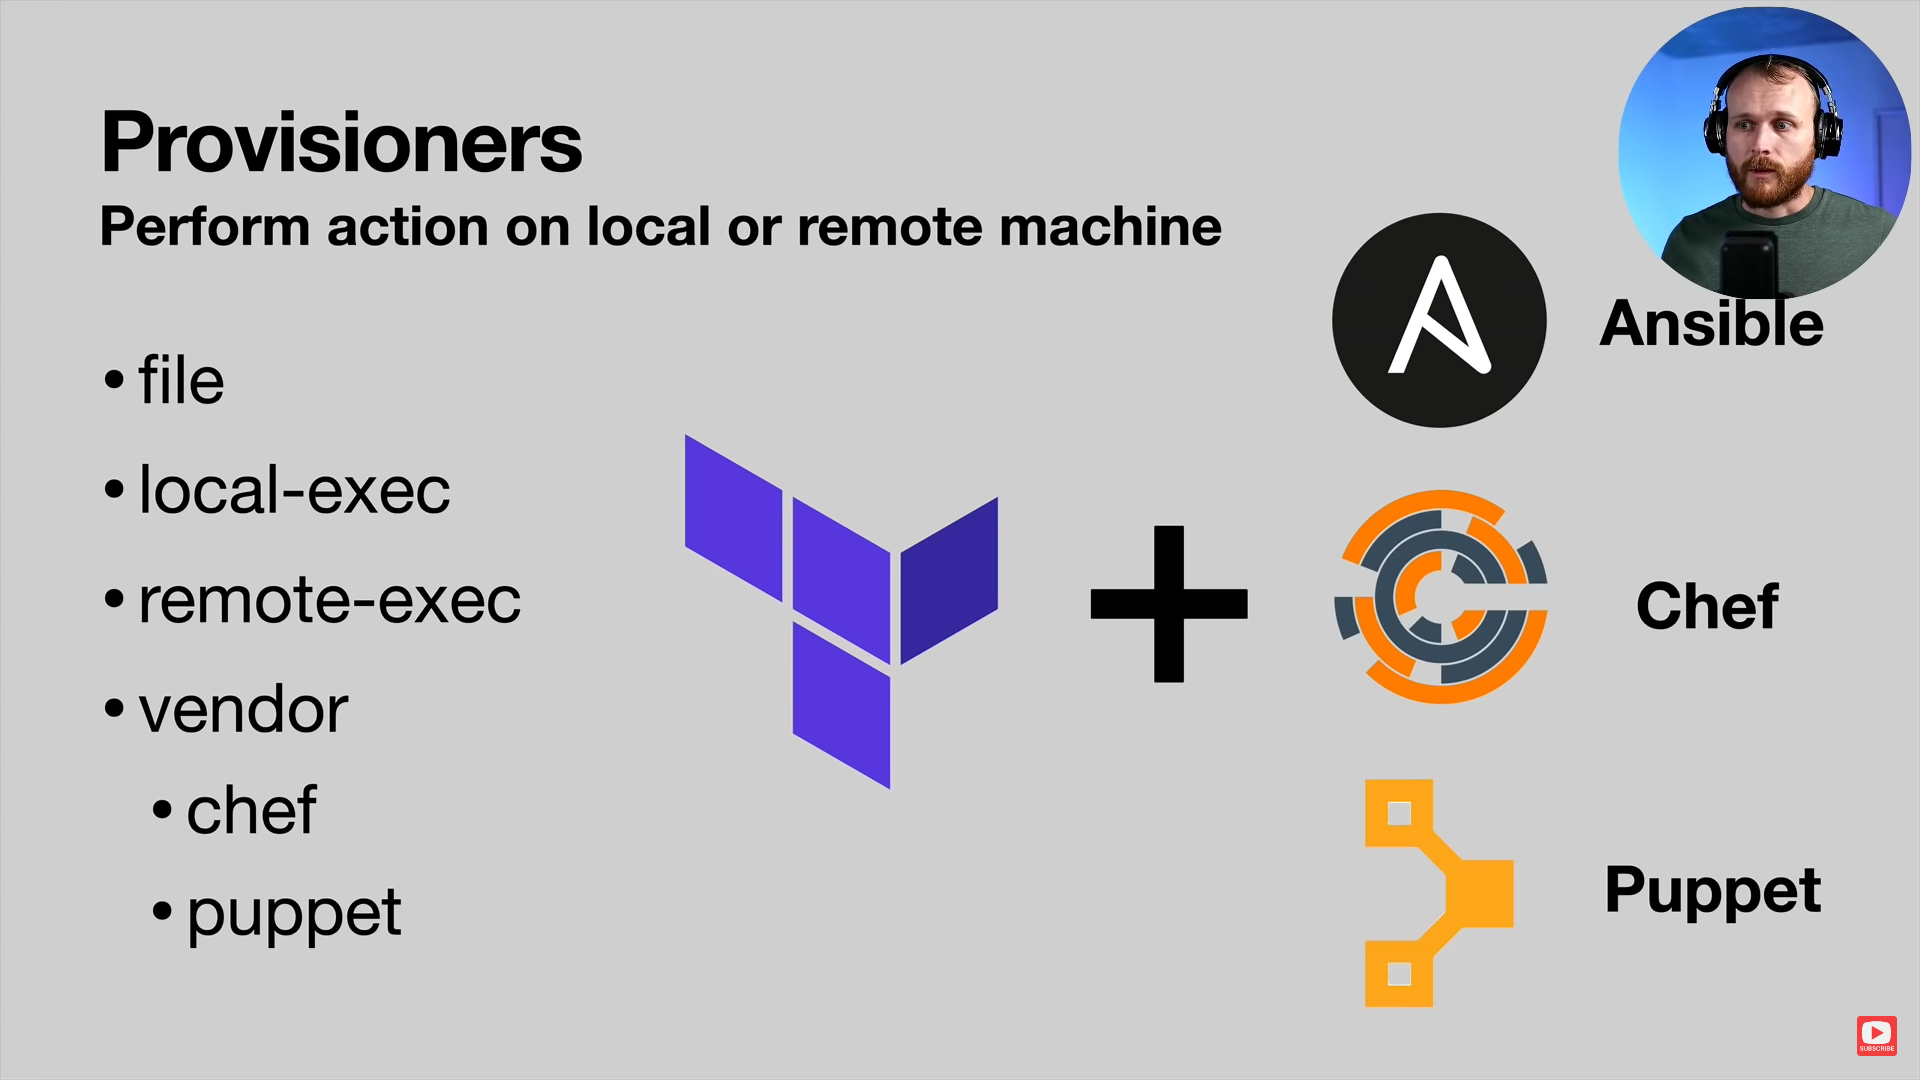 Provisioners
Perform action on local or remote machine
• file
• local-exec
• remote-exec
• vendor
• chef
• puppet
Ansible
Chef
Puppet
SUBSCRIBE